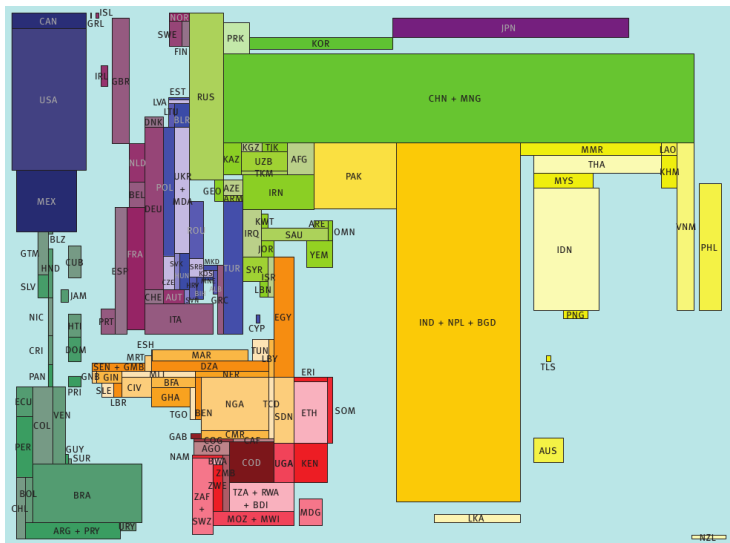 CAN
GRL
ISL
NOR
SWE
FIN
PRK
KOR
JPN
USA
IRL
GBR
EST
LVA
LTU
BLR
DNK
RUS
CHN + MNG
NLD
BEL
DEU
POL
UKR
+
MDA
KAZ
KGZ
TJK
UZB
TKM
AFG
PAK
GEO
AZE
ARM
IRN
MMR
LAO
THA
MYS
KHM
MEX
BLZ
GTM
HND
CUB
SLV
JAM
ESP
FRA
ROU
TUR
IRQ
KWT
ARE
OMN
SAU
JOR
YEM
SYR
ISR
LBN
IDN
VNM
PHL
SVK
SRB
MKD
KOS
CZE
HUN
CHE
AUT
SVN
GRC
NIC
HTI
PRT
ITA
CYP
EGY
IND + NPL + BGD
PNG
CRI
DOM
ESH
MRT
MAR
TUN
LBY
TLS
PAN
PRI
GNB
SEN + GMB
MLI
DZA
NER
ERI
GIN
BFA
SLE
LBR
CIV
GHA
TGO
BEN
NGA
TCD
SDN
ETH
SOM
ECU
COL
VEN
GUY
SUR
PER
GAB
COG
CMR
CAF
AGO
COD
UGA
KEN
AUS
NAM
BWA
ZMB
ZWE
BOL
BRA
CHL
ARG + PRY
URY
ZAF
+
SWZ
TZA + RWA
+ BDI
MOZ + MWI
MDG
LKA
NZL